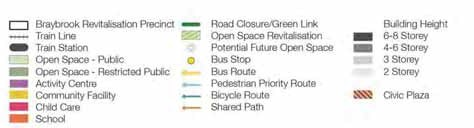 Braybrook Revitalisation Precinct
Train Line
Train Station
Open Space - Public
Open Space - Restricted Public
Activity Centre
Community Facility
Child Care
School
Road Closure/Green Link
Open Space Revitalisation
Potential Future Open Space
Bus Stop
Bus Route
Pedestrian Priority Route
Bicycle Route
Shared Path
Building Height
6-8 Storey
4-6 Storey
3 Storey
2 Storey
Civic Plaza